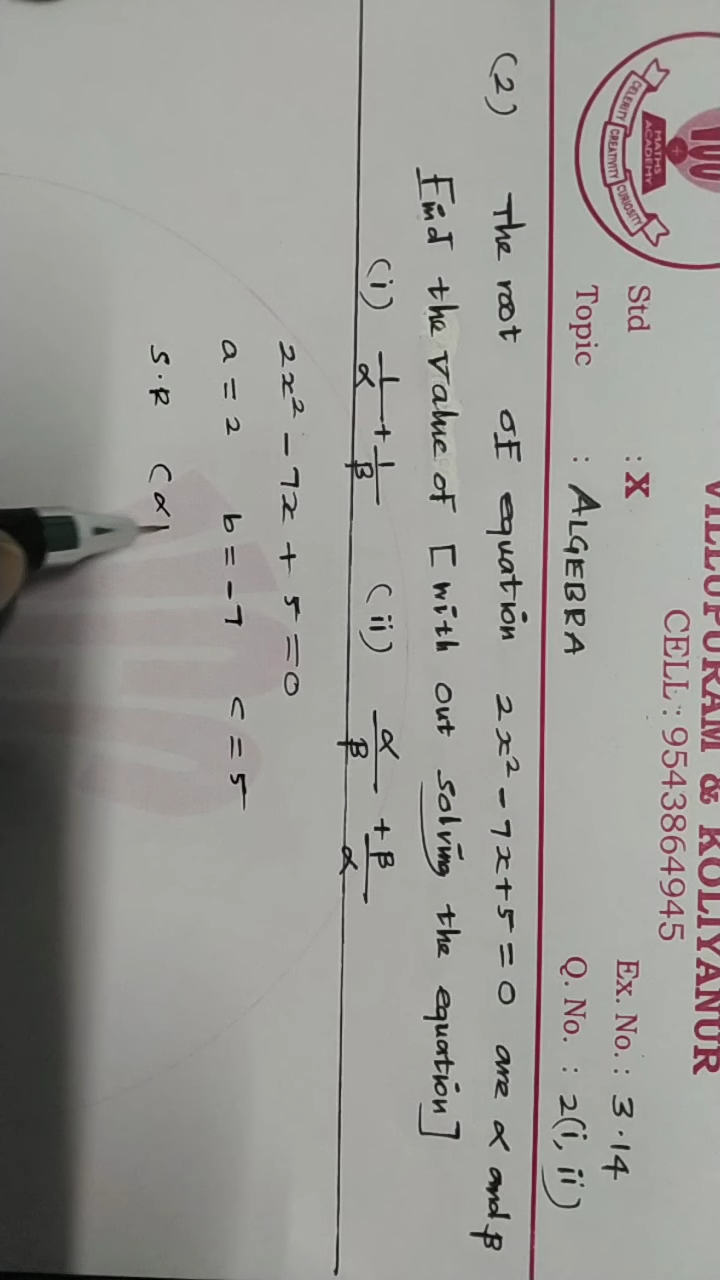 VILLUPURAM & KOLIYANUR
CELL : 9543864945
MATHS ACADEMY
CELERITY CREATIVITY CURIOSITY
Std : X Ex. No. : 3.14
Topic : ALGEBRA Q. No. : 2(i, ii)
(2) The root of equation 2x² - 7x + 5 = 0 are α and β
Find the value of [with out solving the equation]
(i) 1/α + 1/β (ii) α/β + β/α
2x² - 7x + 5 = 0
a = 2 b = -7 c = 5
S.R (α